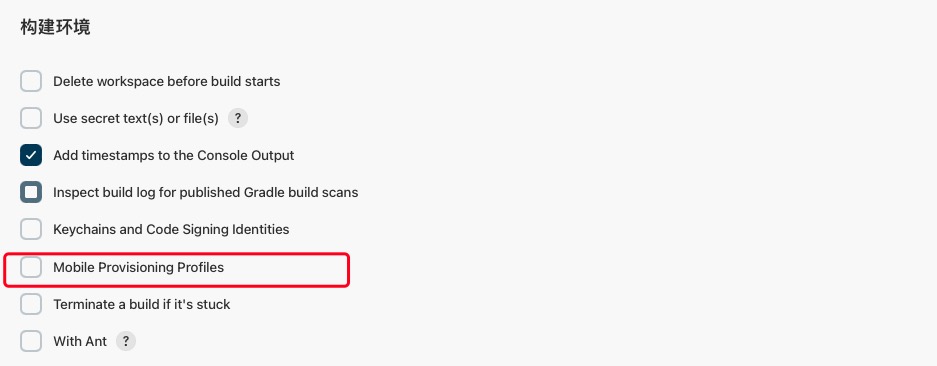 构建环境
Delete workspace before build starts
Use secret text(s) or file(s) ?
Add timestamps to the Console Output
Inspect build log for published Gradle build scans
Keychains and Code Signing Identities
Mobile Provisioning Profiles
Terminate a build if it's stuck
With Ant ?